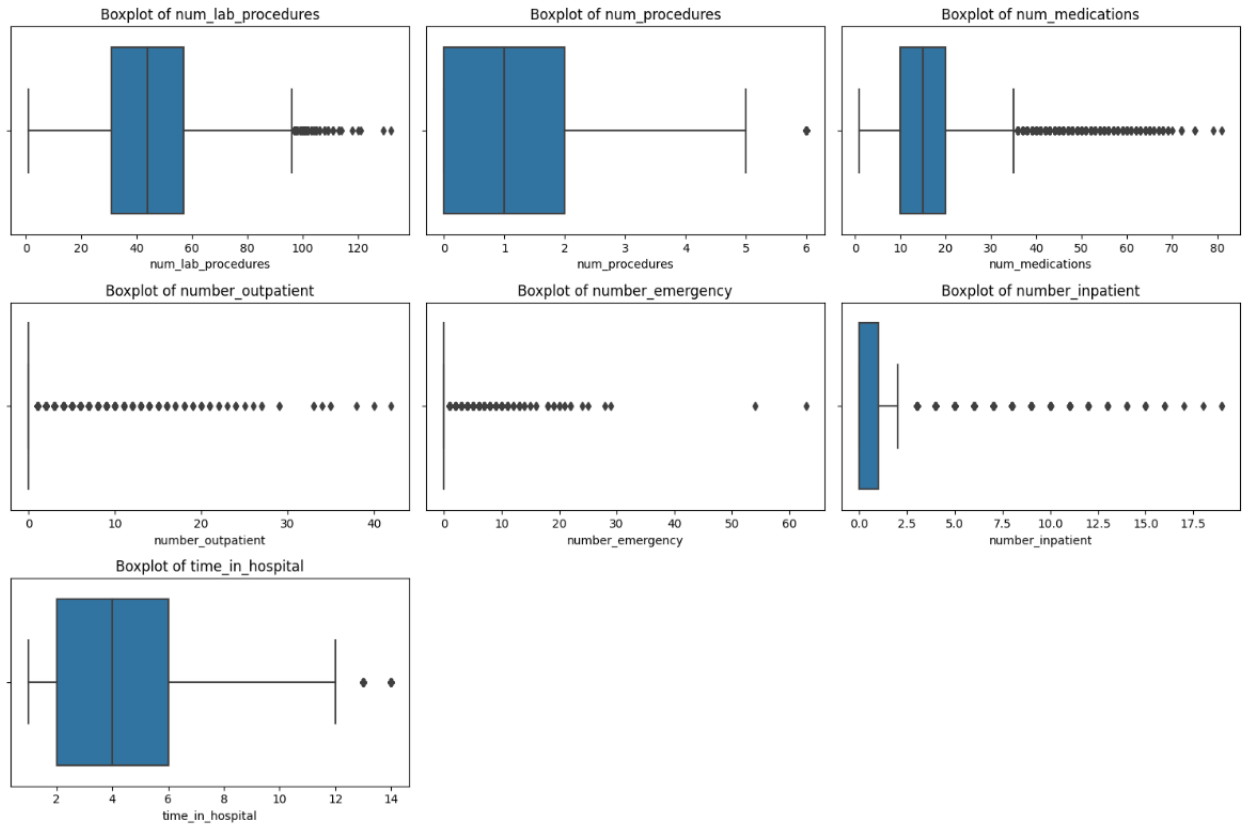 Boxplot of num_lab_procedures
0 20 40 60 80 100 120
num_lab_procedures
Boxplot of num_procedures
0 1 2 3 4 5 6
num_procedures
Boxplot of num_medications
0 10 20 30 40 50 60 70 80
num_medications
Boxplot of number_outpatient
0 10 20 30 40
number_outpatient
Boxplot of number_emergency
0 10 20 30 40 50 60
number_emergency
Boxplot of number_inpatient
0.0 2.5 5.0 7.5 10.0 12.5 15.0 17.5
number_inpatient
Boxplot of time_in_hospital
2 4 6 8 10 12 14
time_in_hospital